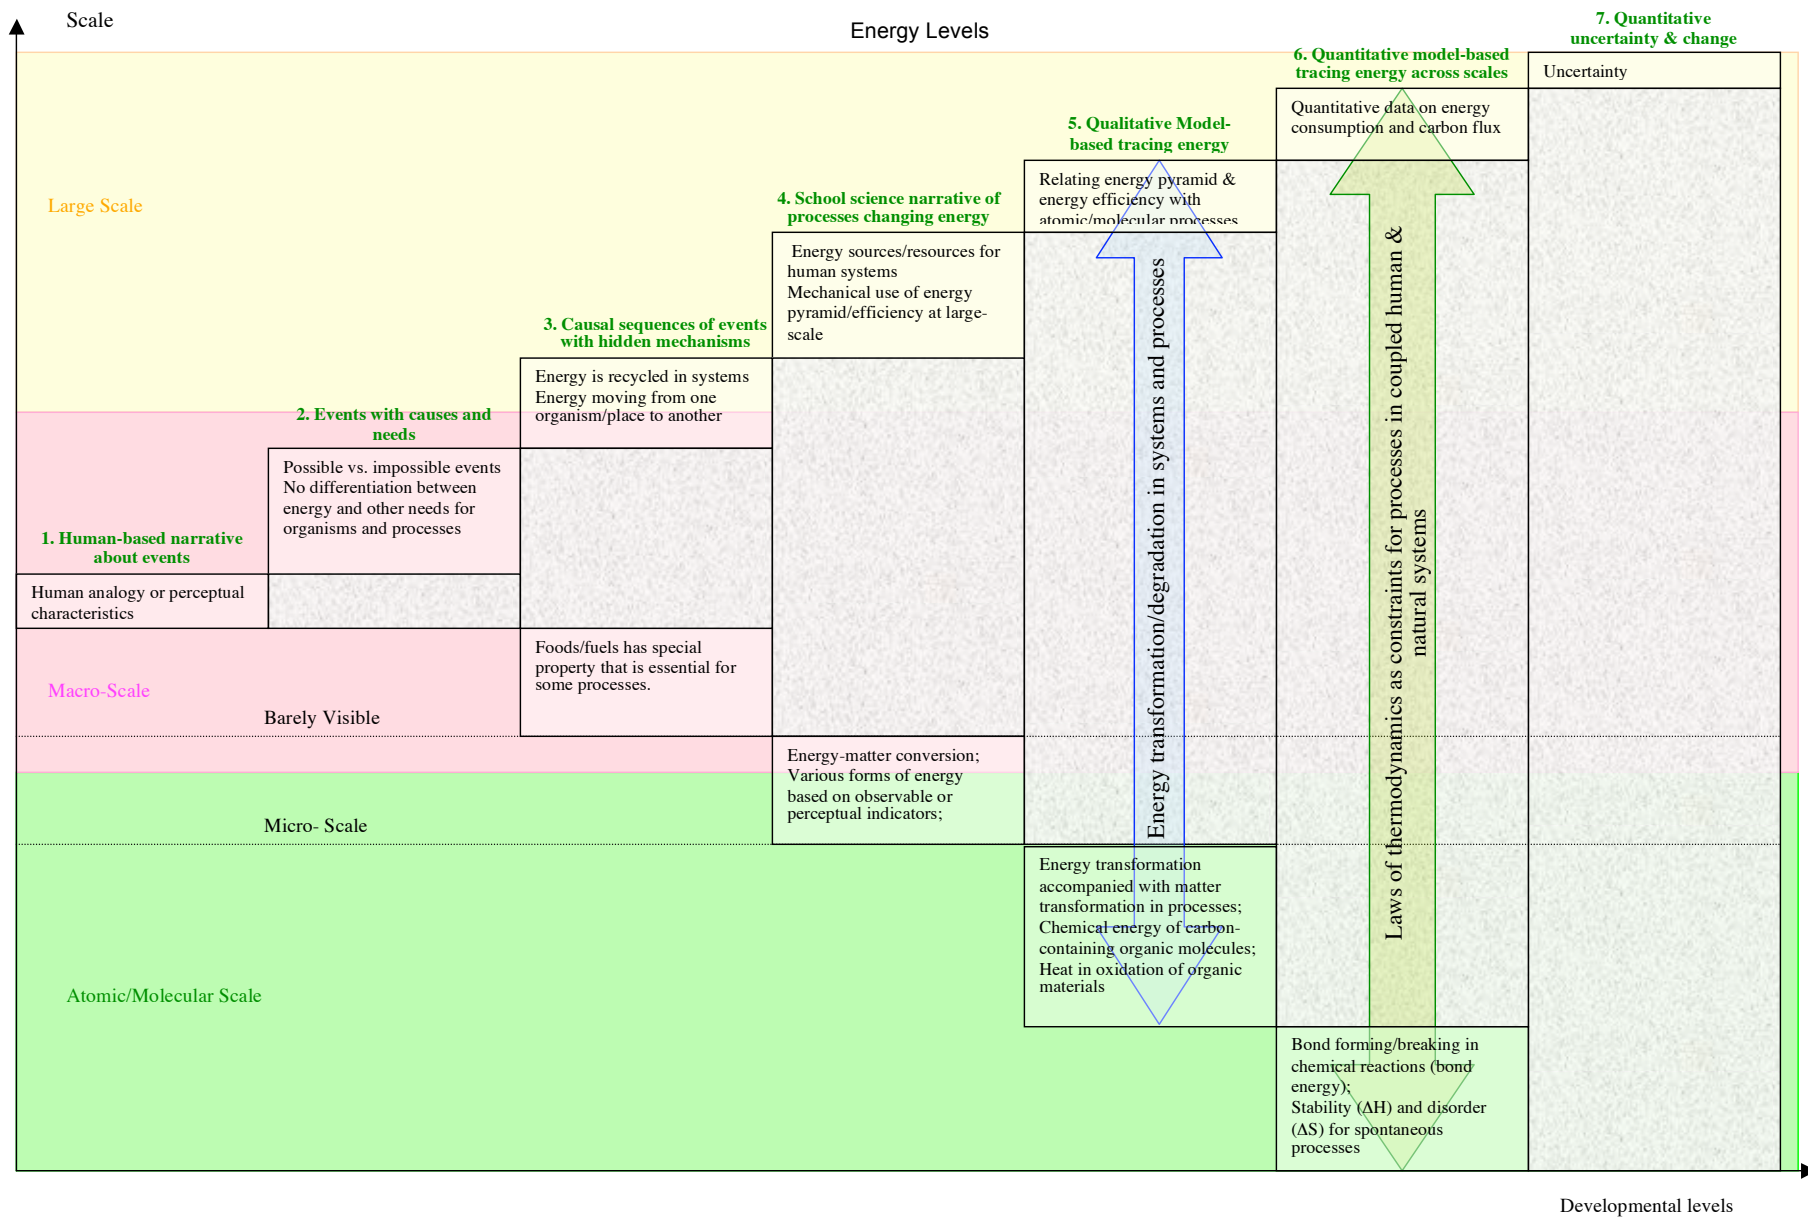 Scale
Energy Levels
7. Quantitative
uncertainty & change
Uncertainty
6. Quantitative model-based
tracing energy across scales
Quantitative data on energy
consumption and carbon flux
5. Qualitative Model-
based tracing energy
Relating energy pyramid &
energy efficiency with
atomic/molecular processes
4. School science narrative of
processes changing energy
Energy sources/resources for
human systems
Mechanical use of energy
pyramid/efficiency at large-
scale
3. Causal sequences of events
with hidden mechanisms
Energy is recycled in systems
Energy moving from one
organism/place to another
2. Events with causes and
needs
Possible vs. impossible events
No differentiation between
energy and other needs for
organisms and processes
1. Human-based narrative
about events
Human analogy or perceptual
characteristics
Large Scale
Macro-Scale
Barely Visible
Foods/fuels has special
property that is essential for
some processes.
Energy-matter conversion;
Various forms of energy
based on observable or
perceptual indicators;
Micro- Scale
Energy transformation
accompanied with matter
transformation in processes;
Chemical energy of carbon-
containing organic molecules;
Heat in oxidation of organic
materials
Atomic/Molecular Scale
Bond forming/breaking in
chemical reactions (bond
energy);
Stability (ΔH) and disorder
(ΔS) for spontaneous
processes
Energy transformation/degradation in systems and processes
Laws of thermodynamics as constraints for processes in coupled human &
natural systems
Developmental levels